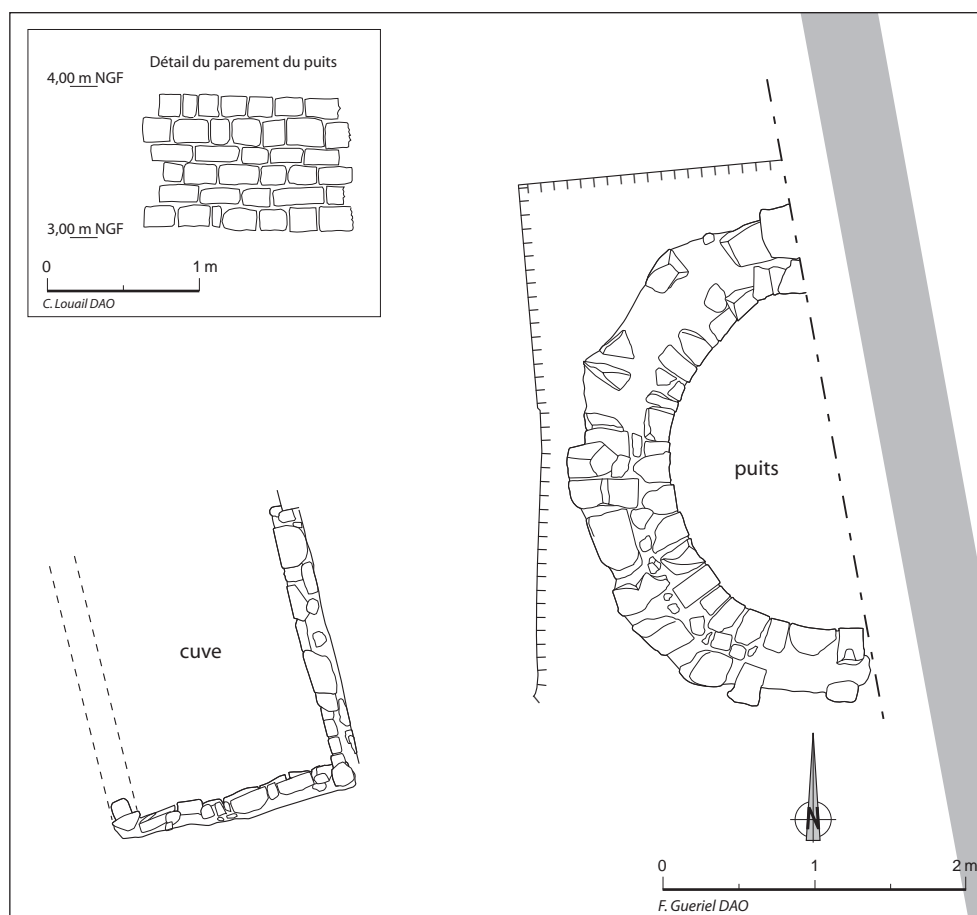 Détail du parement du puits
4,00 m NGF
3,00 m NGF
0 1 m
C. Louail DAO
puits
cuve
N
0 1 2 m
F. Gueriel DAO